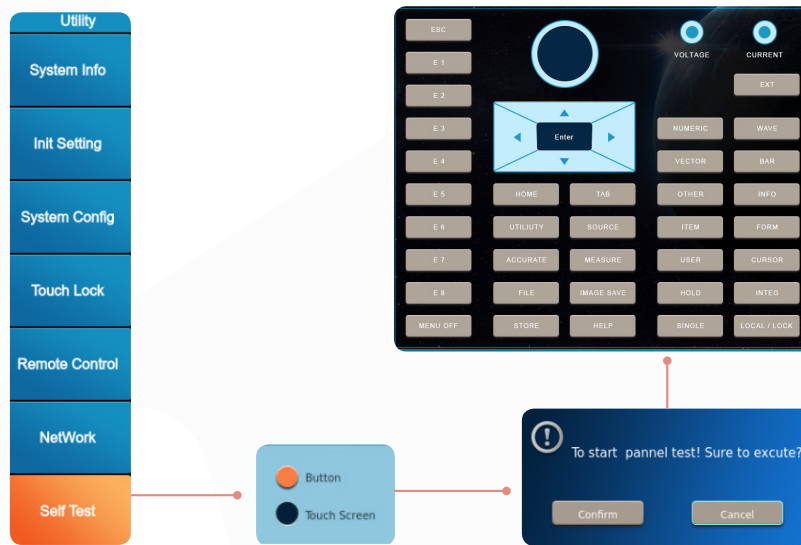 Utility
System Info
Init Setting
System Config
Touch Lock
Remote Control
NetWork
Self Test
Button
Touch Screen
ESC
E 1
E 2
E 3
E 4
E 5
E 6
E 7
E 8
MENU OFF
VOLTAGE
CURRENT
EXT
Enter
NUMERIC
WAVE
VECTOR
BAR
HOME
TAB
OTHER
INFO
UTILIUTY
SOURCE
ITEM
FORM
ACCURATE
MEASURE
USER
CURSOR
FILE
IMAGE SAVE
HOLD
INTEG
STORE
HELP
SINGLE
LOCAL / LOCK
To start pannel test! Sure to excute?
Confirm
Cancel